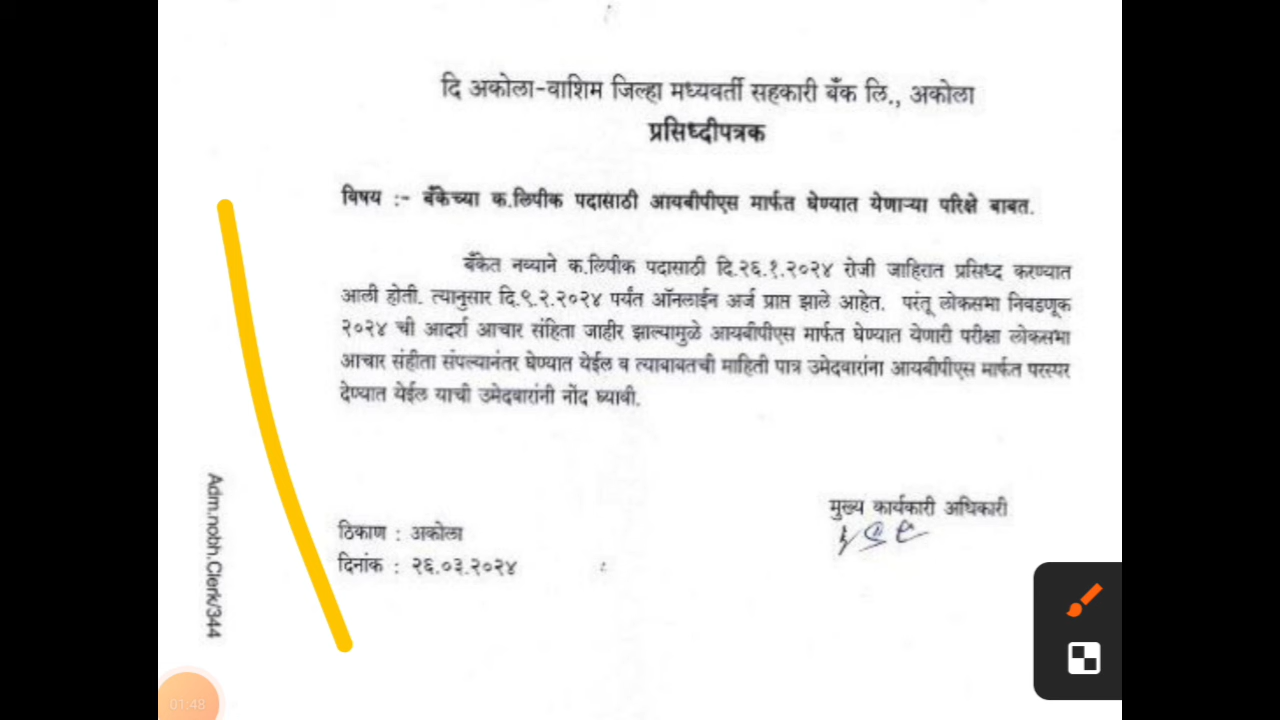 दि अकोला-वाशिम जिल्हा मध्यवर्ती सहकारी बँक लि., अकोला
प्रसिध्दीपत्रक
विषय :- बँकेच्या क.लिपीक पदासाठी आयबीपीएस मार्फत घेण्यात येणाऱ्या परिक्षे बाबत.
बँकेत नव्याने क.लिपीक पदासाठी दि.२६.१.२०२४ रोजी जाहिरात प्रसिध्द करण्यात
आली होती. त्यानुसार दि.९.२.२०२४ पर्यंत ऑनलाईन अर्ज प्राप्त झाले आहेत. परंतू लोकसभा निवडणूक
२०२४ ची आदर्श आचार संहिता जाहीर झाल्यामुळे आयबीपीएस मार्फत घेण्यात येणारी परीक्षा लोकसभा
आचार संहीता संपल्यानंतर घेण्यात येईल व त्याबाबतची माहिती पात्र उमेदवारांना आयबीपीएस मार्फत परस्पर
देण्यात येईल याची उमेदवारांनी नोंद घ्यावी.
मुख्य कार्यकारी अधिकारी
ठिकाण : अकोला
दिनांक : २६.०३.२०२४
Adm.nobh.Clerk/344
01:48